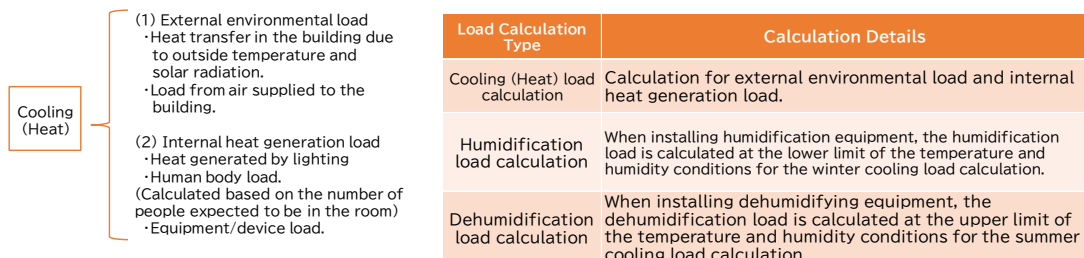 (1) External environmental load
・Heat transfer in the building due
to outside temperature and
solar radiation.
・Load from air supplied to the
building.
Cooling
(Heat)
(2) Internal heat generation load
・Heat generated by lighting
・Human body load.
(Calculated based on the number of
people expected to be in the room)
・Equipment/device load.
Load Calculation
Type
Calculation Details
Cooling (Heat) load
calculation
Calculation for external environmental load and internal
heat generation load.
Humidification
load calculation
When installing humidification equipment, the humidification
load is calculated at the lower limit of the temperature and
humidity conditions for the winter cooling load calculation.
Dehumidification
load calculation
When installing dehumidifying equipment, the
dehumidification load is calculated at the upper limit of
the temperature and humidity conditions for the summer
cooling load calculation